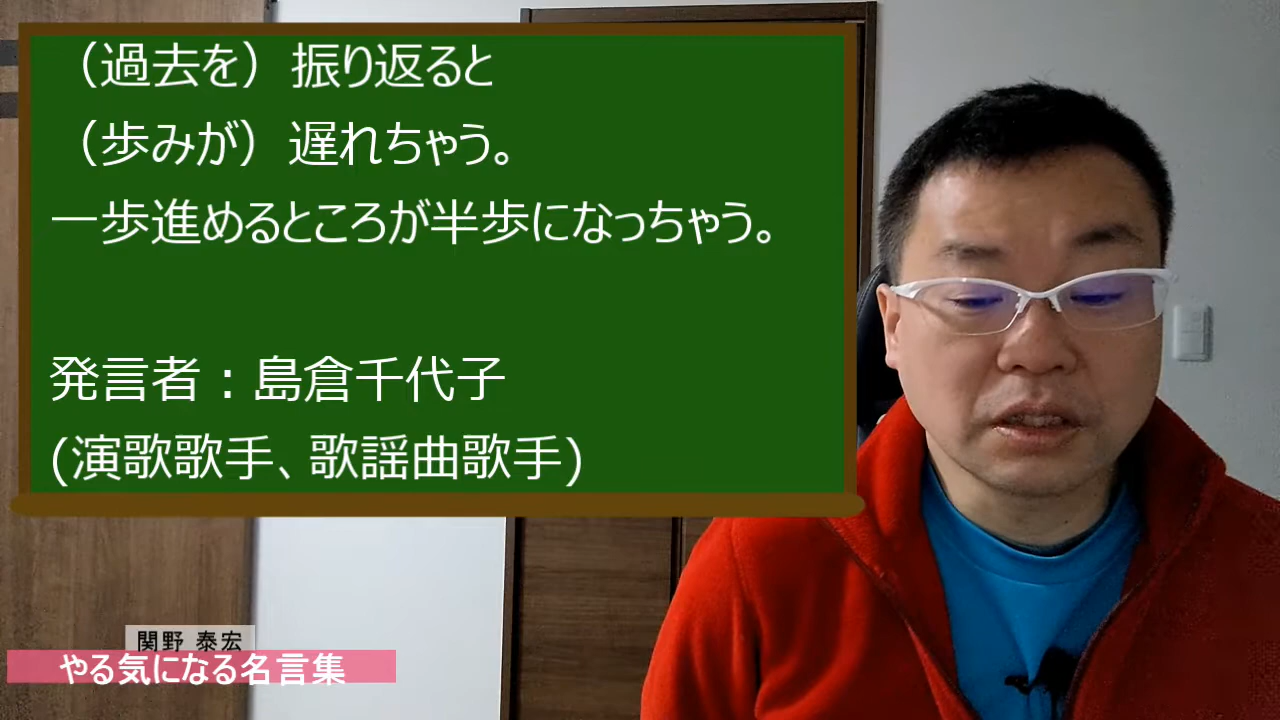 （過去を）振り返ると
（歩みが）遅れちゃう。
一歩進めるところが半歩になっちゃう。
発言者：島倉千代子
(演歌歌手、歌謡曲歌手)
関野 泰宏
やる気になる名言集